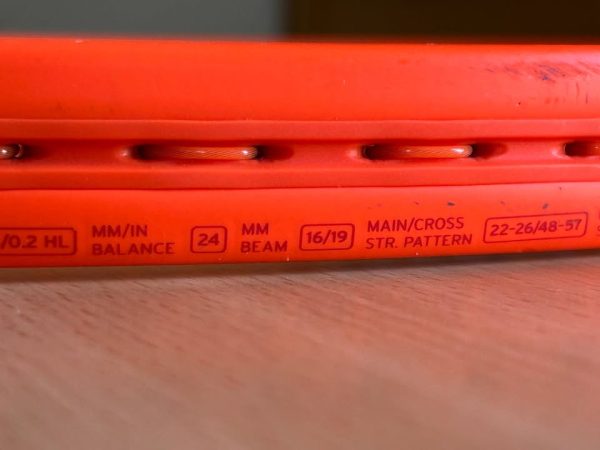 /0.2 HL MM/IN BALANCE
24 MM BEAM
16/19 MAIN/CROSS STR. PATTERN
22-26/48-57